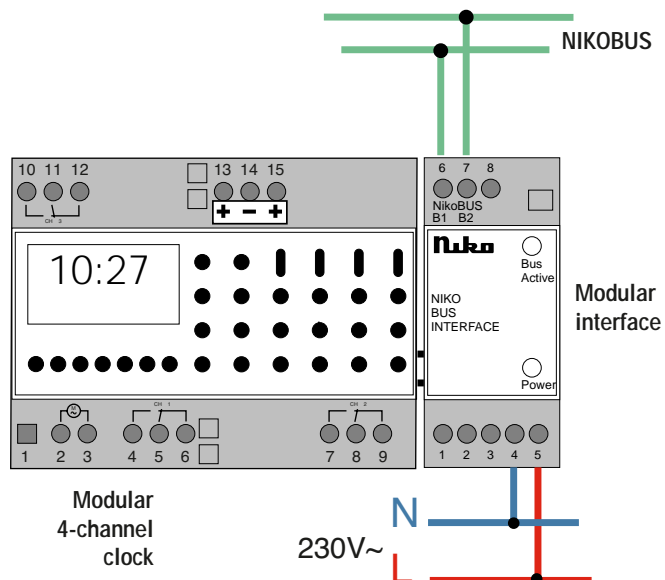 NIKOBUS
10 11 12
CH 3
13 14 15
+ − +
6 7 8
NikoBUS
B1 B2
10:27
Niko
Bus
Active
NIKO
BUS
INTERFACE
Power
Modular
interface
M
~
CH 1
CH 2
1 2 3 4 5 6 7 8 9
1 2 3 4 5
Modular
4-channel
clock
N
230V~
L